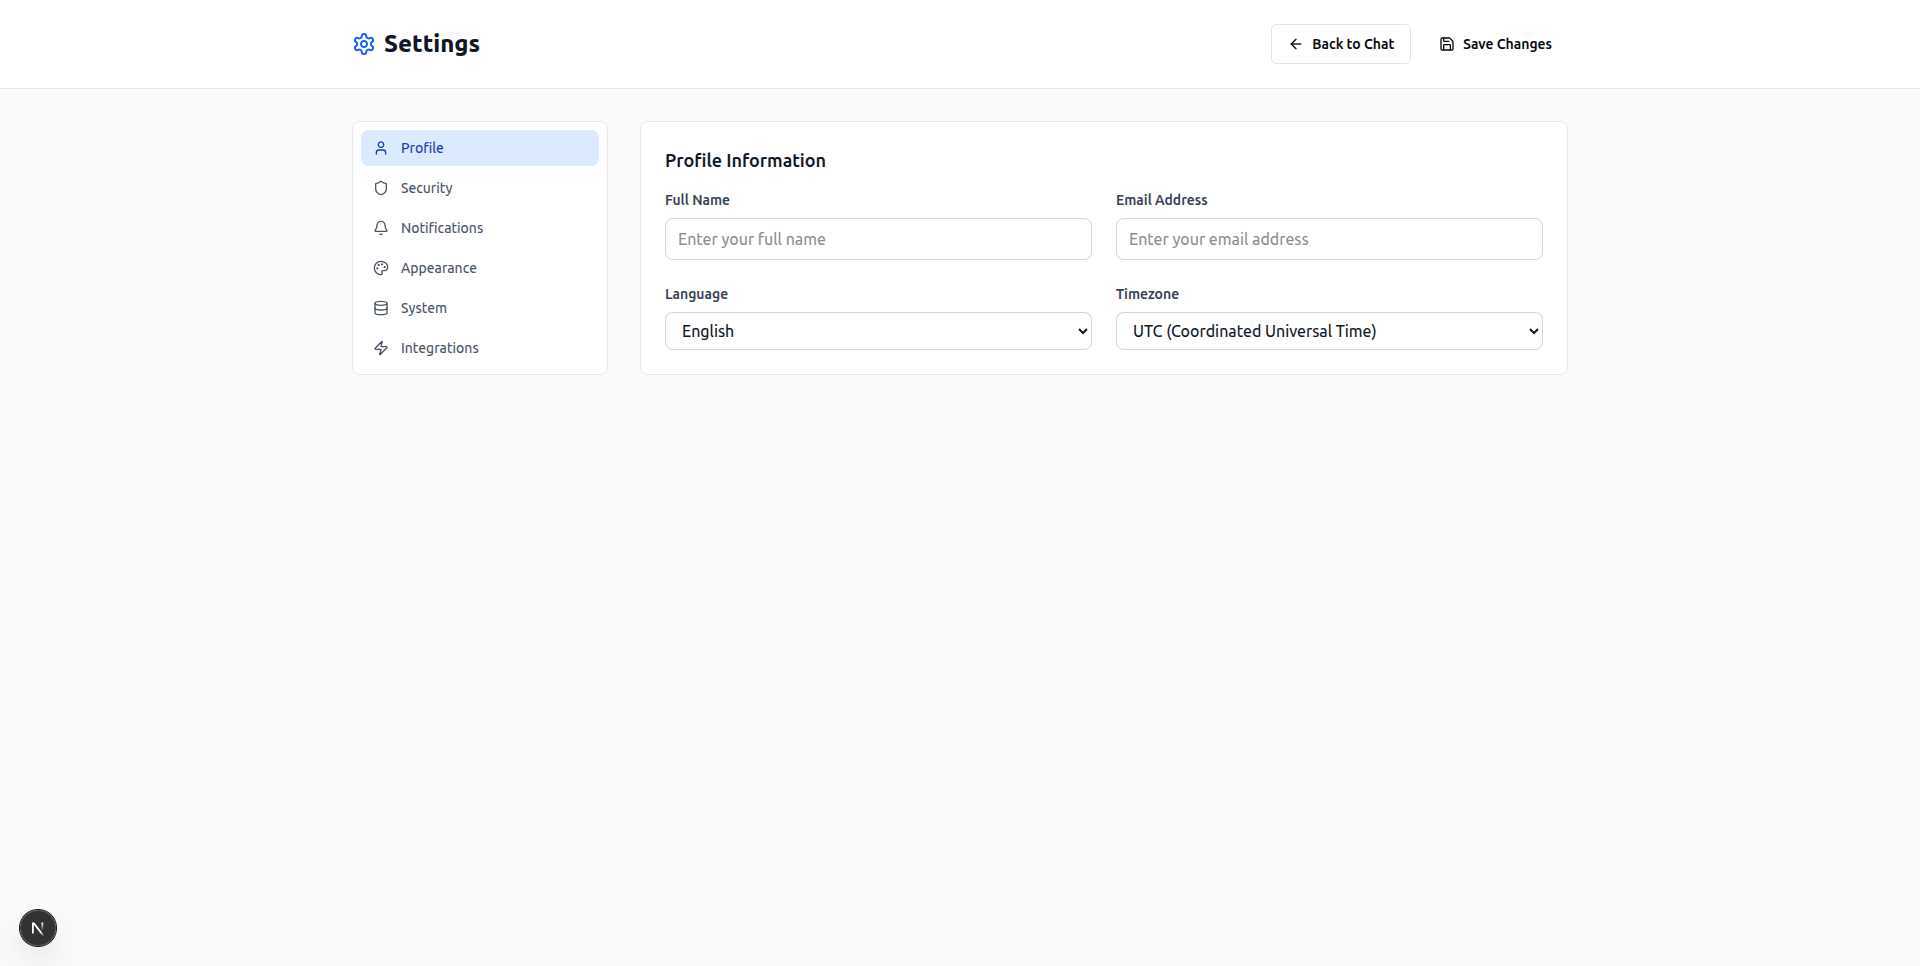 Settings
Back to Chat
Save Changes
Profile
Security
Notifications
Appearance
System
Integrations
Profile Information
Full Name
Email Address
Enter your full name
Enter your email address
Language
Timezone
English
UTC (Coordinated Universal Time)
N